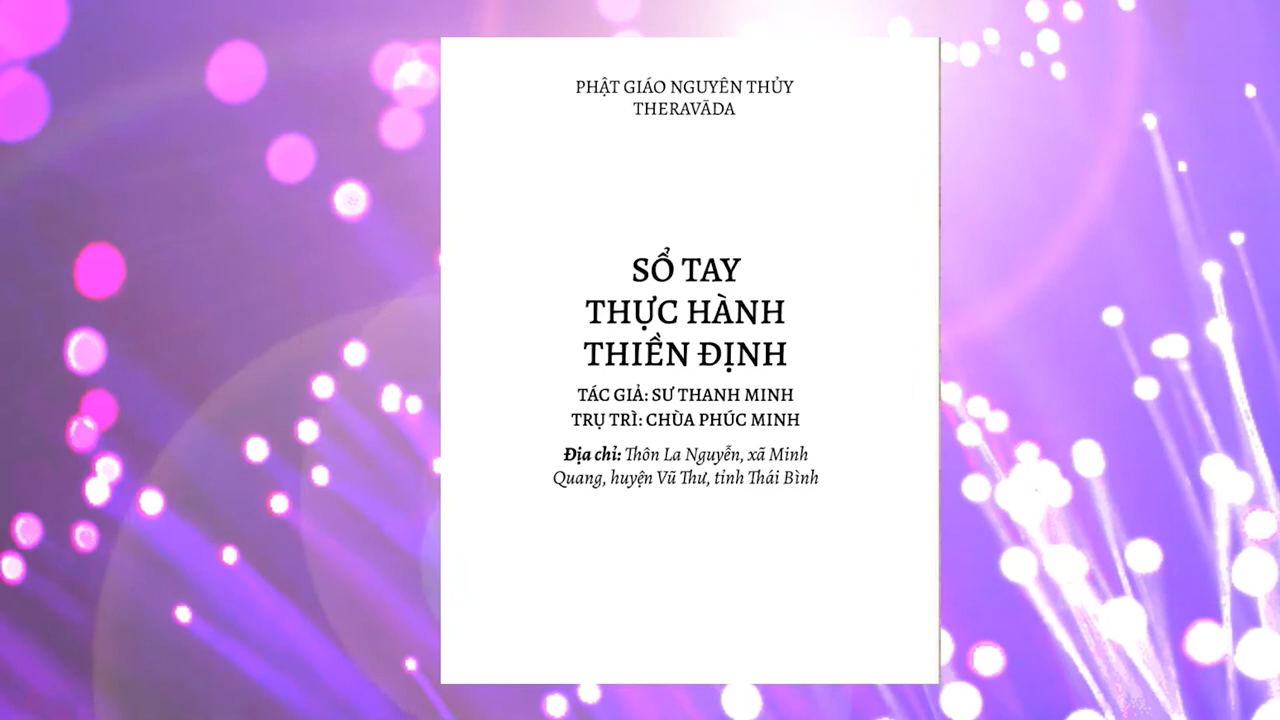 PHẬT GIÁO NGUYÊN THỦY
THERAVĀDA
SỔ TAY
THỰC HÀNH
THIỀN ĐỊNH
TÁC GIẢ: SƯ THANH MINH
TRỤ TRÌ: CHÙA PHÚC MINH
Địa chỉ: Thôn La Nguyễn, xã Minh
Quang, huyện Vũ Thư, tỉnh Thái Bình